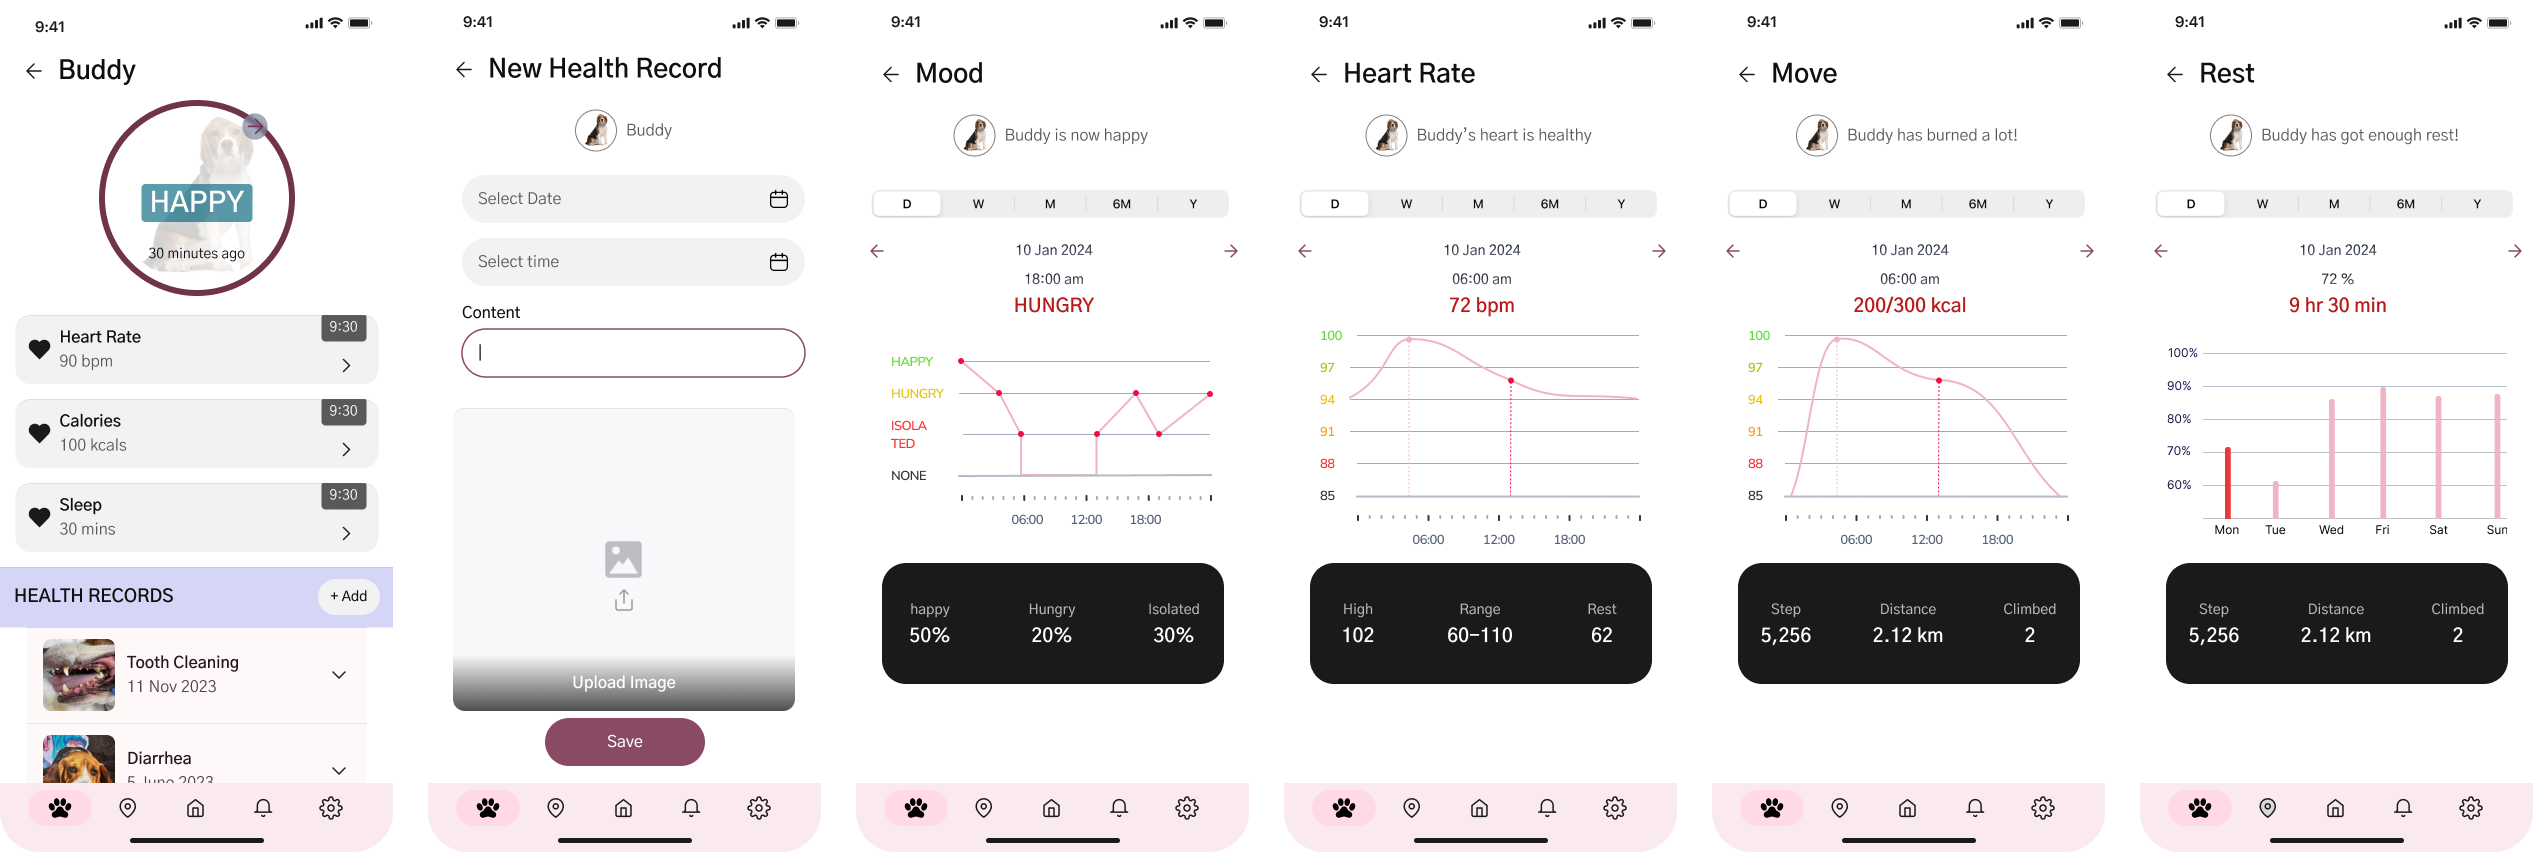 9:41
Buddy
HAPPY
30 minutes ago
Heart Rate
9:30
90 bpm
Calories
9:30
100 kcals
Sleep
9:30
30 mins
HEALTH RECORDS
+ Add
Tooth Cleaning
11 Nov 2023
Diarrhea
5 June 2023
9:41
New Health Record
Buddy
Select Date
Select time
Content
Upload Image
Save
9:41
Mood
Buddy is now happy
D W M 6M Y
10 Jan 2024
18:00 am
HUNGRY
HAPPY
HUNGRY
ISOLA
TED
NONE
06:00 12:00 18:00
happy Hungry Isolated
50% 20% 30%
9:41
Heart Rate
Buddy's heart is healthy
D W M 6M Y
10 Jan 2024
06:00 am
72 bpm
100
97
94
91
88
85
06:00 12:00 18:00
High Range Rest
102 60-110 62
9:41
Move
Buddy has burned a lot!
D W M 6M Y
10 Jan 2024
06:00 am
200/300 kcal
100
97
94
91
88
85
06:00 12:00 18:00
Step Distance Climbed
5,256 2.12 km 2
9:41
Rest
Buddy has got enough rest!
D W M 6M Y
10 Jan 2024
72 %
9 hr 30 min
100%
90%
80%
70%
60%
Mon Tue Wed Fri Sat Sun
Step Distance Climbed
5,256 2.12 km 2